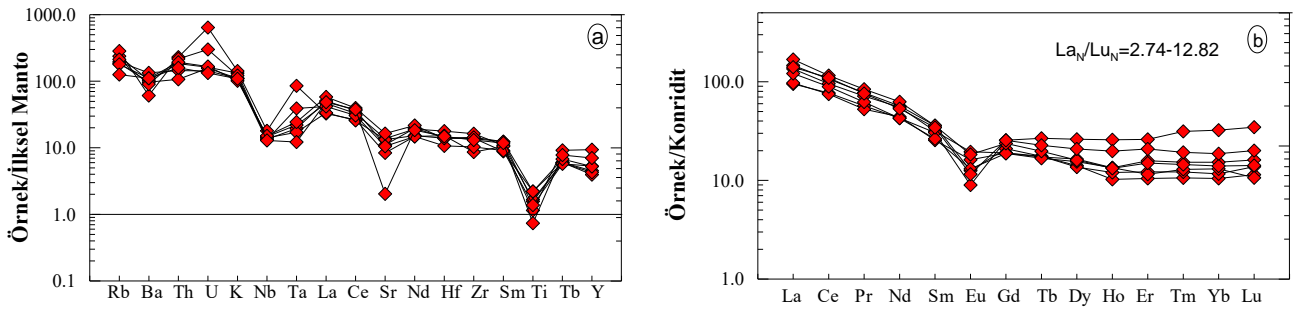 Örnek/İlksel Manto
1000.0
100.0
10.0
1.0
0.1
a
Rb Ba Th U K Nb Ta La Ce Sr Nd Hf Zr Sm Ti Tb Y
Örnek/Konridit
100.0
10.0
1.0
LaN/LuN=2.74-12.82
b
La Ce Pr Nd Sm Eu Gd Tb Dy Ho Er Tm Yb Lu